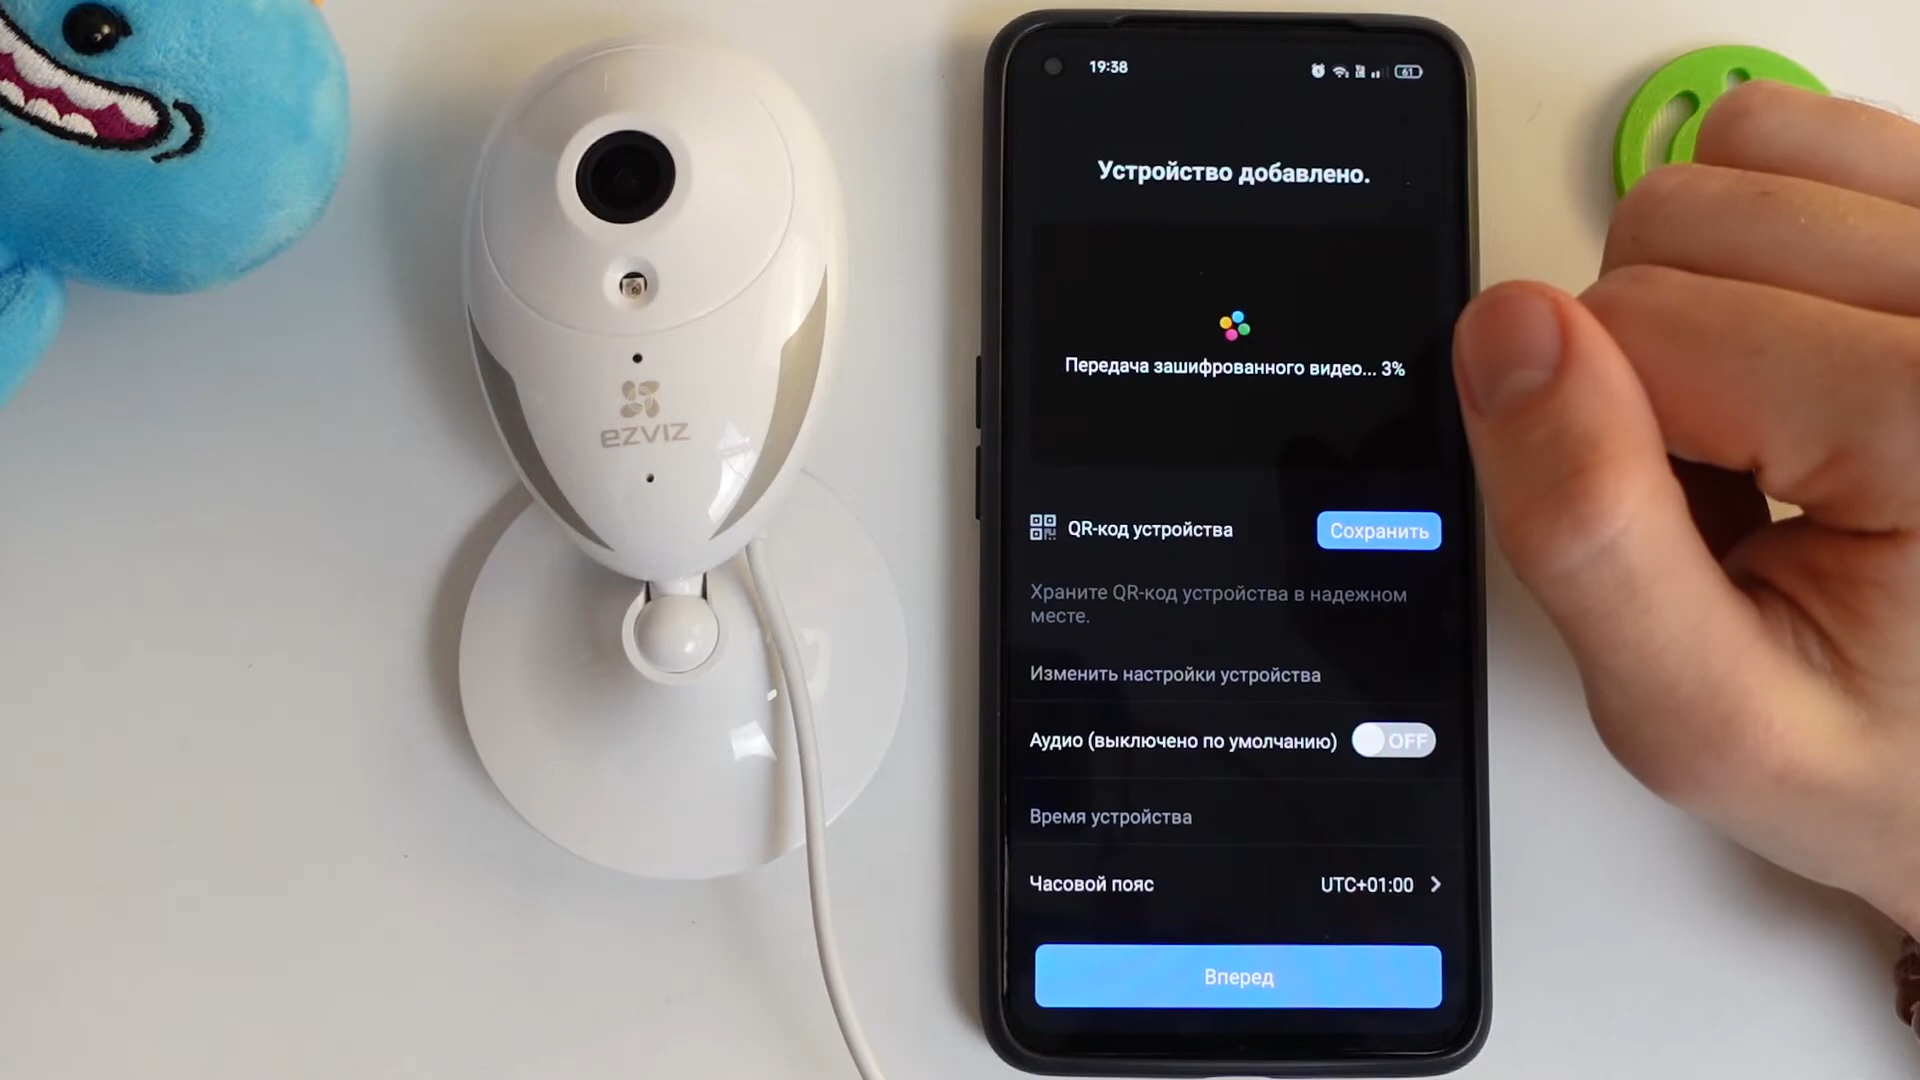 ezviz
19:38
61
Устройство добавлено.
Передача зашифрованного видео... 3%
QR-код устройства
Сохранить
Храните QR-код устройства в надежном
месте.
Изменить настройки устройства
Аудио (выключено по умолчанию)
OFF
Время устройства
Часовой пояс
UTC+01:00
Вперед